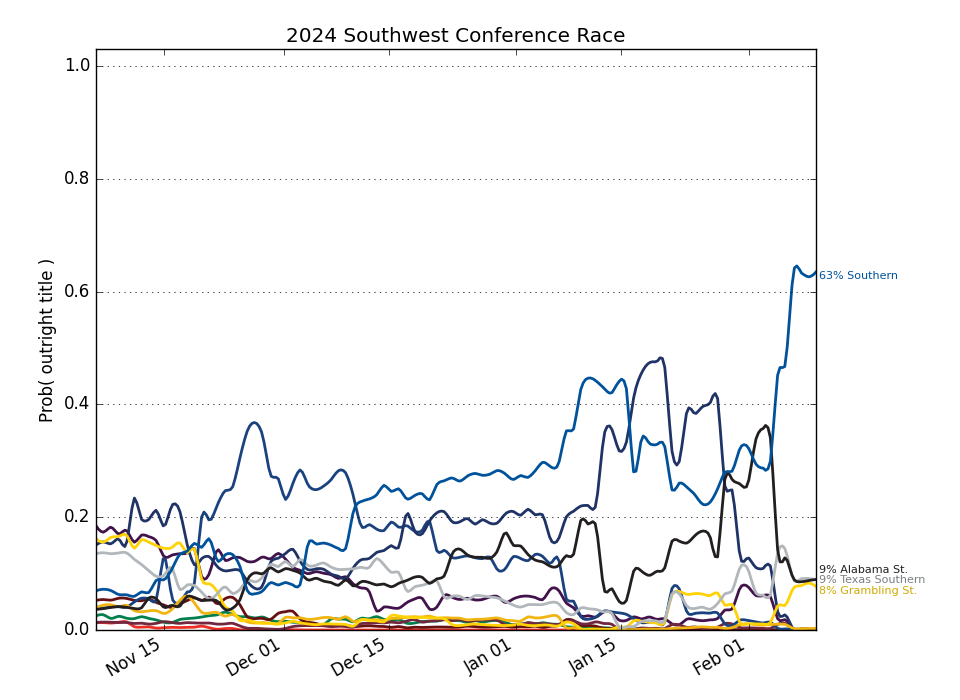 2024 Southwest Conference Race
1.0
0.8
0.6
0.4
0.2
0.0
Prob( outright title )
63% Southern
9% Alabama St.
9% Texas Southern
8% Grambling St.
Nov 15
Dec 01
Dec 15
Jan 01
Jan 15
Feb 01